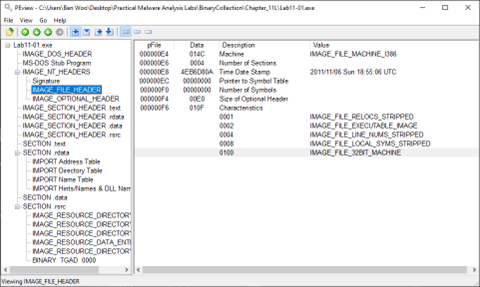 PEview - C:\Users\Ben Woo\Desktop\Practical Malware Analysis Labs\BinaryCollection\Chapter_11L\Lab11-01.exe
File View Go Help
Lab11-01.exe
IMAGE_DOS_HEADER
MS-DOS Stub Program
IMAGE_NT_HEADERS
Signature
IMAGE_FILE_HEADER
IMAGE_OPTIONAL_HEADER
IMAGE_SECTION_HEADER .text
IMAGE_SECTION_HEADER .rdata
IMAGE_SECTION_HEADER .data
IMAGE_SECTION_HEADER .rsrc
SECTION .text
SECTION .rdata
IMPORT Address Table
IMPORT Directory Table
IMPORT Name Table
IMPORT Hints/Names & DLL Nam
SECTION .data
SECTION .rsrc
IMAGE_RESOURCE_DIRECTORY
IMAGE_RESOURCE_DIRECTORY
IMAGE_RESOURCE_DATA_ENTI
IMAGE_RESOURCE_DIRECTORY
BINARY TGAD 0000
pFile Data Description Value
000000E4 014C Machine IMAGE_FILE_MACHINE_I386
000000E6 0004 Number of Sections
000000E8 4EB6D80A Time Date Stamp 2011/11/06 Sun 18:55:06 UTC
000000EC 00000000 Pointer to Symbol Table
000000F0 00000000 Number of Symbols
000000F4 00E0 Size of Optional Header
000000F6 010F Characteristics
0001 IMAGE_FILE_RELOCS_STRIPPED
0002 IMAGE_FILE_EXECUTABLE_IMAGE
0004 IMAGE_FILE_LINE_NUMS_STRIPPED
0008 IMAGE_FILE_LOCAL_SYMS_STRIPPED
0100 IMAGE_FILE_32BIT_MACHINE
Viewing IMAGE_FILE_HEADER